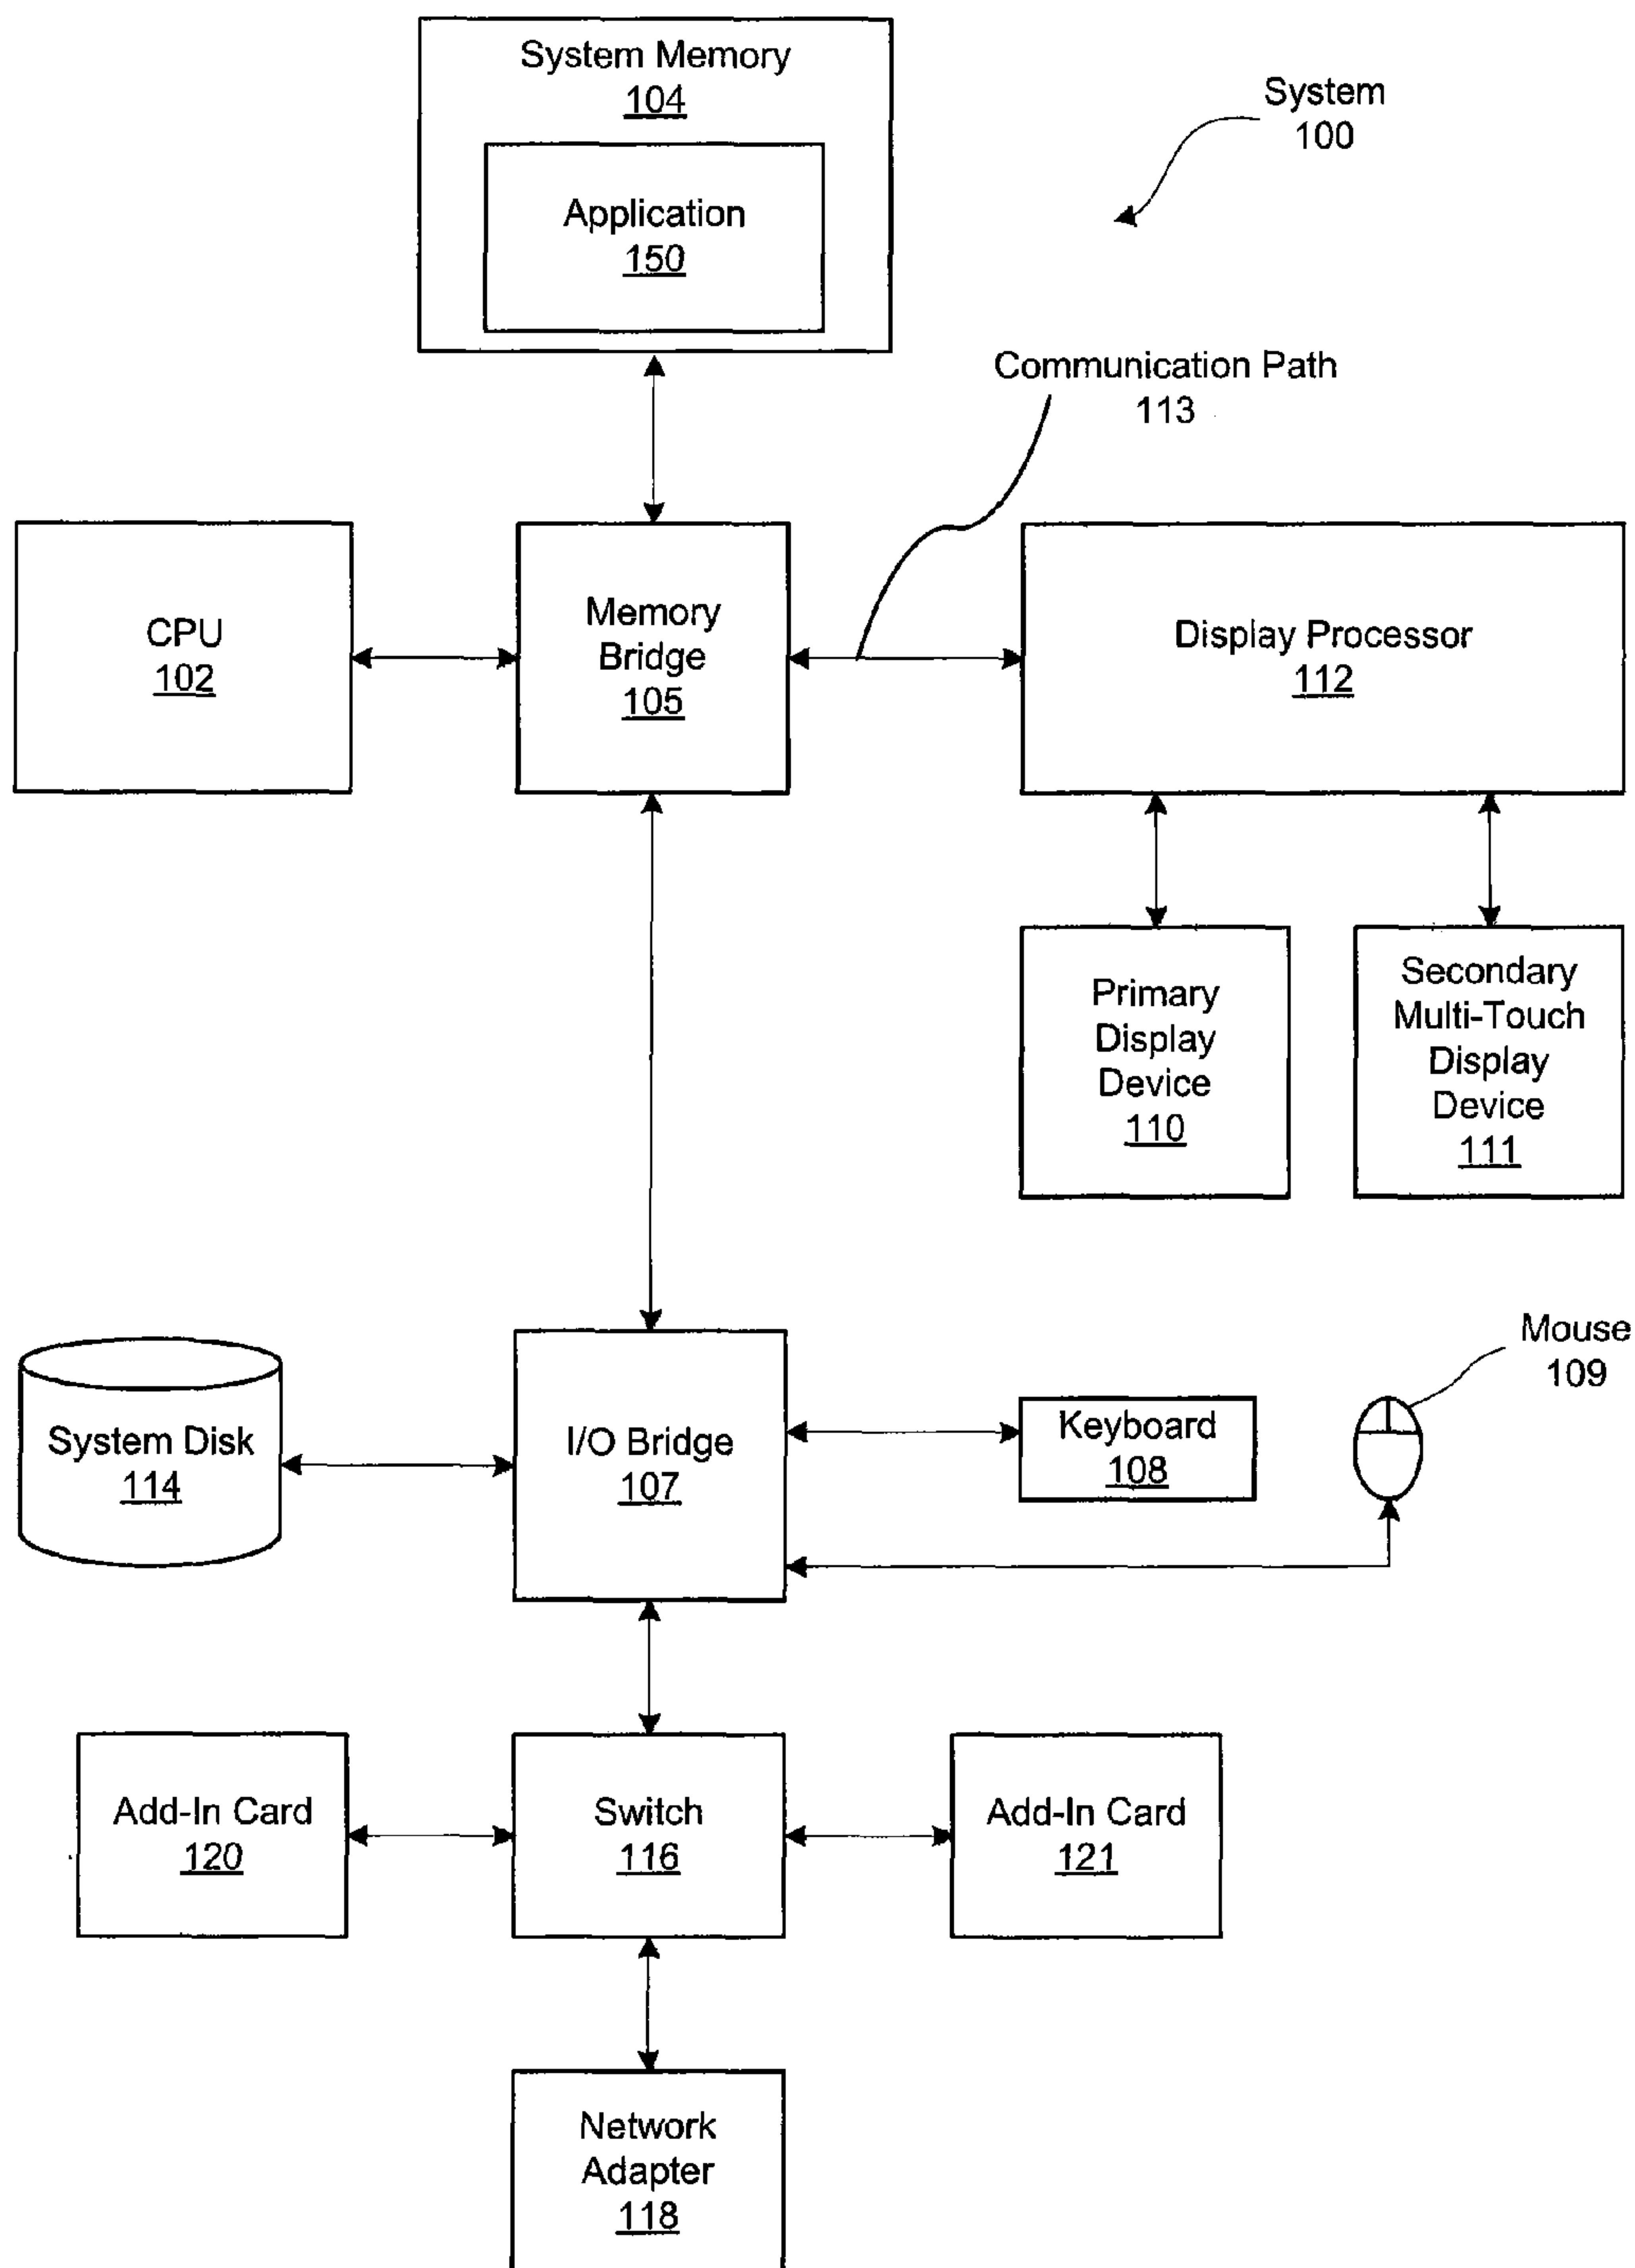 System Memory
104
Application
150
System
100
Communication Path
113
CPU
102
Memory
Bridge
105
Display Processor
112
Primary
Display
Device
110
Secondary
Multi-Touch
Display
Device
111
System Disk
114
I/O Bridge
107
Keyboard
108
Mouse
109
Add-In Card
120
Switch
116
Add-In Card
121
Network
Adapter
118